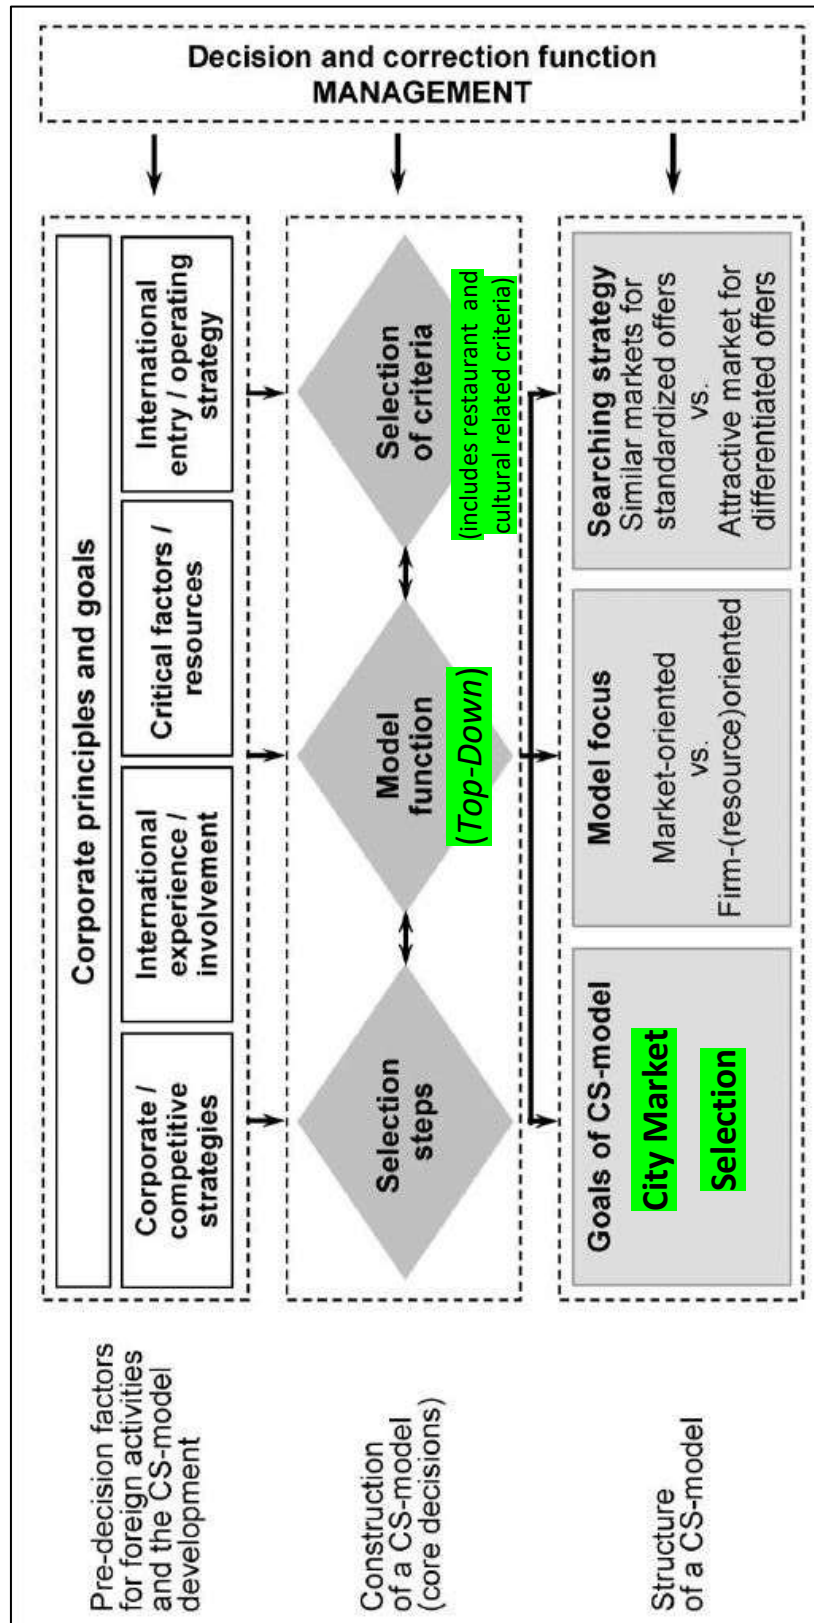 Decision and correction function
MANAGEMENT
Pre-decision factors
for foreign activities
and the CS-model
development
Corporate principles and goals
Corporate /
competitive
strategies
International
experience /
involvement
Critical factors /
resources
International
entry / operating
strategy
Construction
of a CS-model
(core decisions)
Selection
steps
Model
function
(Top-Down)
Selection
of criteria
(includes restaurant and
cultural related criteria)
Structure
of a CS-model
Goals of CS-model
City Market
Selection
Model focus
Market-oriented
vs.
Firm-(resource)oriented
Searching strategy
Similar markets for
standardized offers
vs.
Attractive market for
differentiated offers